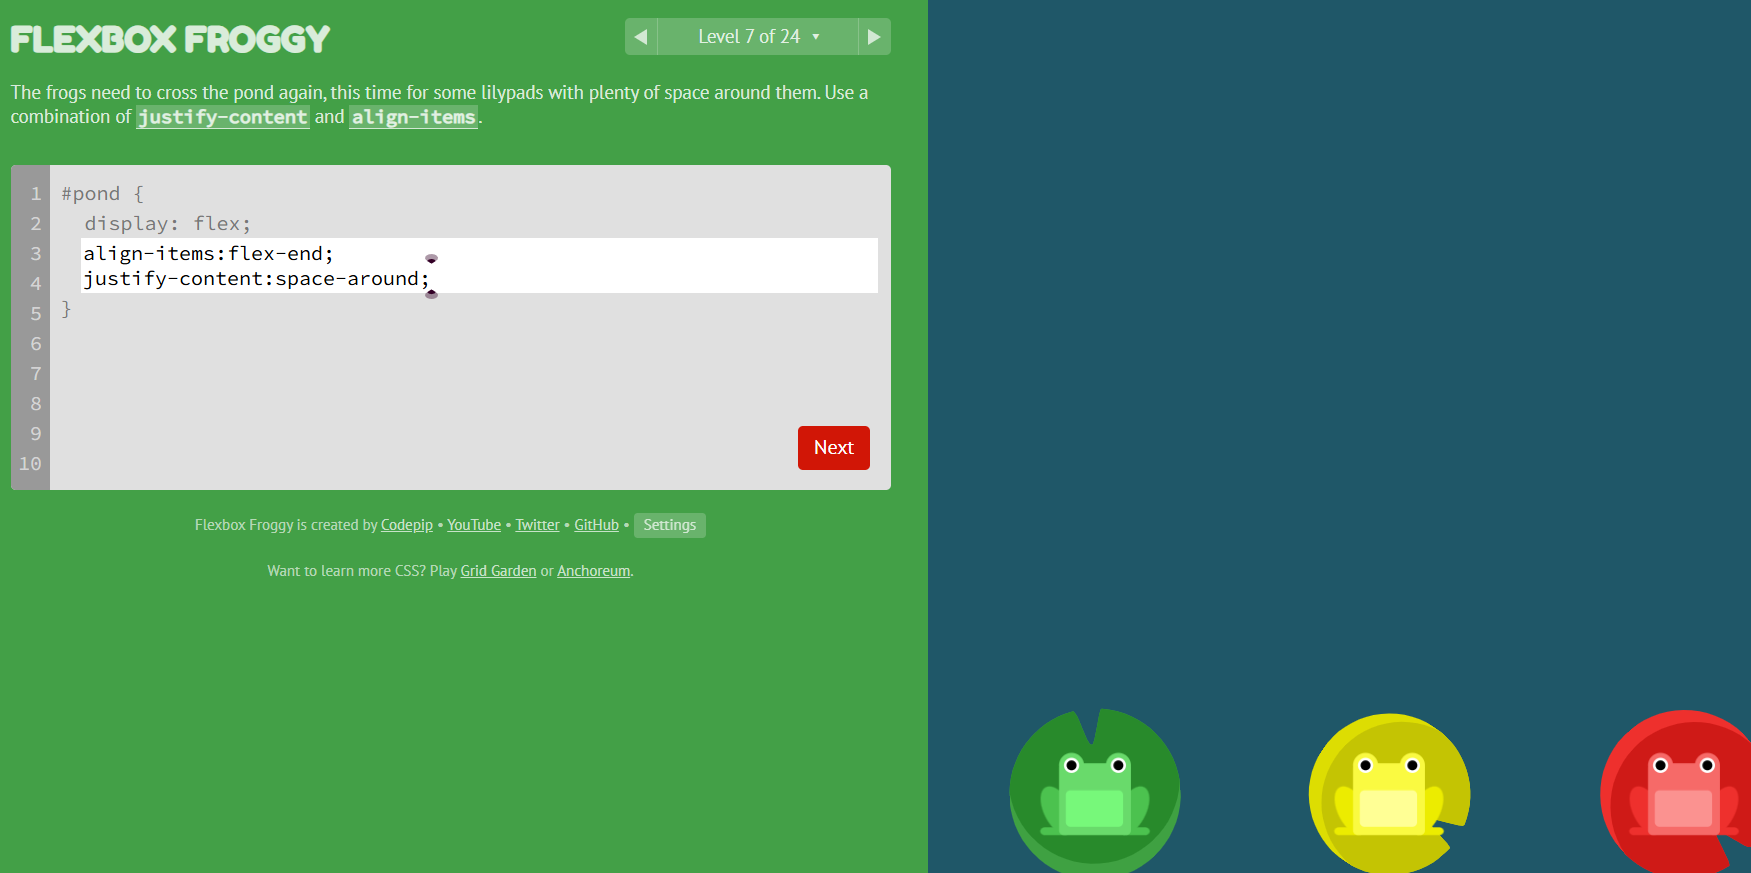 FLEXBOX FROGGY
Level 7 of 24
The frogs need to cross the pond again, this time for some lilypads with plenty of space around them. Use a
combination of justify-content and align-items.
1 #pond {
2 display: flex;
3 align-items:flex-end;
4 justify-content:space-around;
5 }
6
7
8
9
10
Next
Flexbox Froggy is created by Codepip • YouTube • Twitter • GitHub • Settings
Want to learn more CSS? Play Grid Garden or Anchoreum.